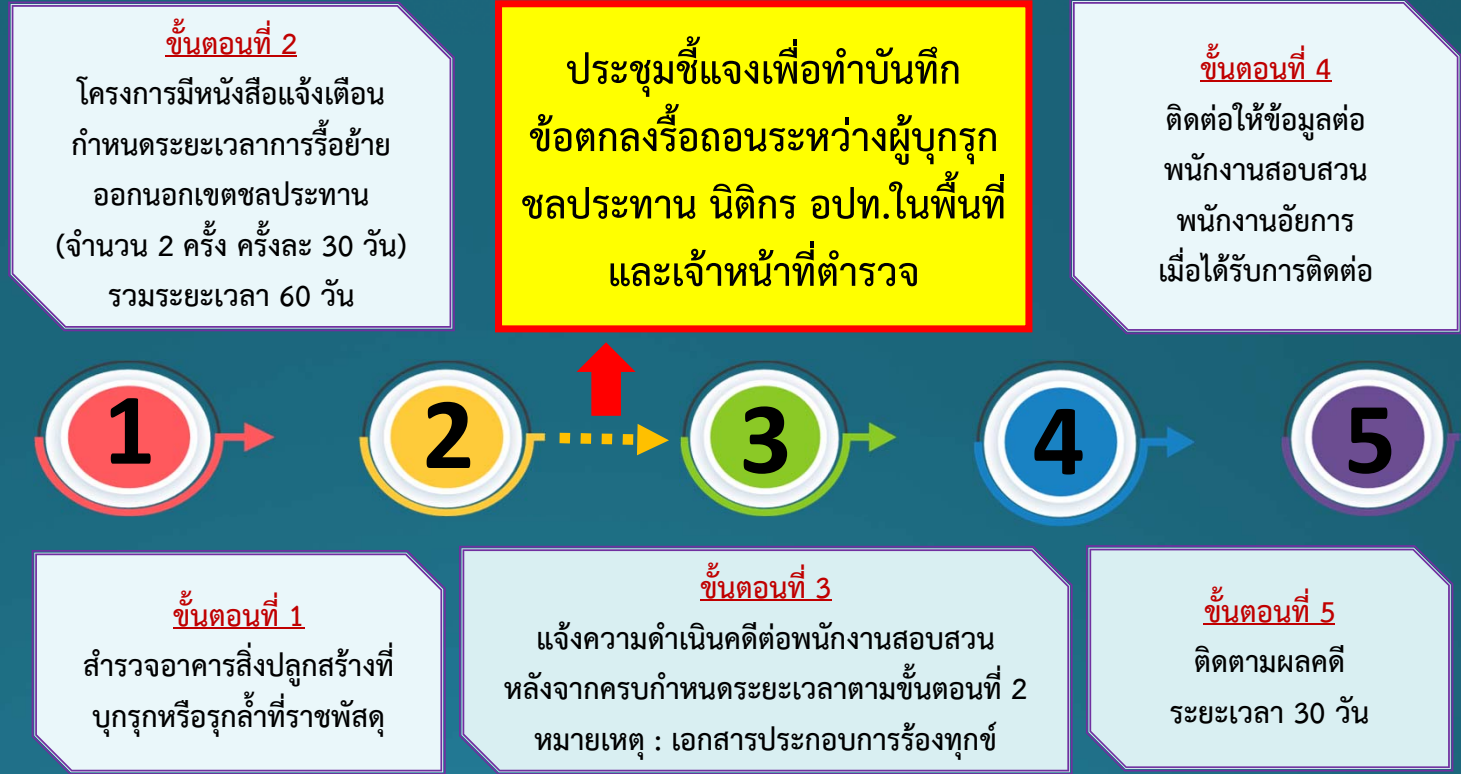 ขั้นตอนที่ 2
โครงการมีหนังสือแจ้งเตือน
กำหนดระยะเวลาการรื้อย้าย
ออกนอกเขตชลประทาน
(จำนวน 2 ครั้ง ครั้งละ 30 วัน)
รวมระยะเวลา 60 วัน
ประชุมชี้แจงเพื่อทำบันทึก
ข้อตกลงรื้อถอนระหว่างผู้บุกรุก
ชลประทาน นิติกร อปท.ในพื้นที่
และเจ้าหน้าที่ตำรวจ
ขั้นตอนที่ 4
ติดต่อให้ข้อมูลต่อ
พนักงานสอบสวน
พนักงานอัยการ
เมื่อได้รับการติดต่อ
1
2
3
4
5
ขั้นตอนที่ 1
สำรวจอาคารสิ่งปลูกสร้างที่
บุกรุกหรือรุกล้ำที่ราชพัสดุ
ขั้นตอนที่ 3
แจ้งความดำเนินคดีต่อพนักงานสอบสวน
หลังจากครบกำหนดระยะเวลาตามขั้นตอนที่ 2
หมายเหตุ : เอกสารประกอบการร้องทุกข์
ขั้นตอนที่ 5
ติดตามผลคดี
ระยะเวลา 30 วัน